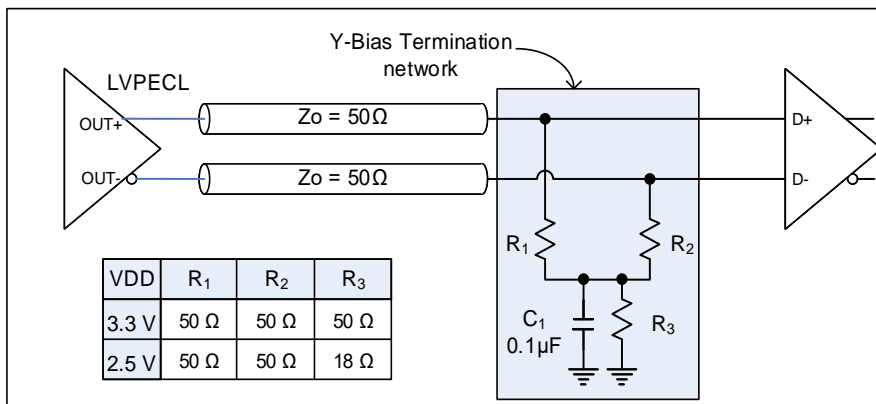 Y-Bias Termination
network
LVPECL
OUT+
Zo = 50Ω
D+
OUT-
Zo = 50Ω
D-
R1
R2
C1
0.1µF
R3
VDD R1 R2 R3
3.3 V 50 Ω 50 Ω 50 Ω
2.5 V 50 Ω 50 Ω 18 Ω